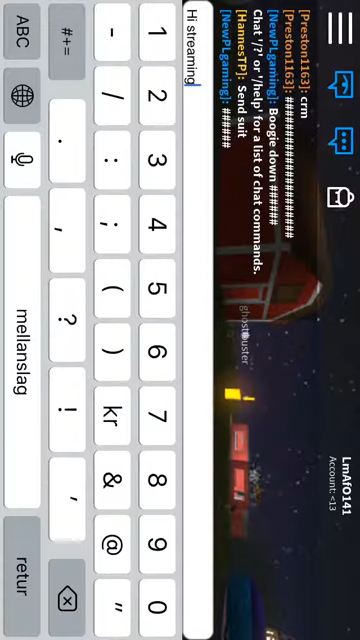 LmAfO141
Account: <13
[Preston1163]: crm
[Preston1163]: ####################
[NewPLgaming]: Boogie down ######
Chat '/?' or '/help' for a list of chat commands.
[HannesTP]: Send suit
[NewPLgaming]: ######
ghostbuster
Hi streaming
1 2 3 4 5 6 7 8 9 0
- / : ; ( ) kr & @ "
#+= . , ? ! '
ABC mellanslag retur